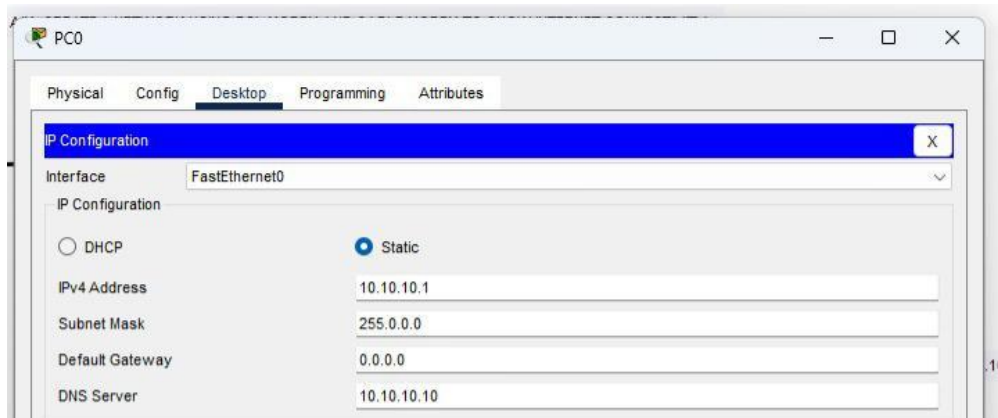 PC0
Physical Config Desktop Programming Attributes
IP Configuration
X
Interface FastEthernet0
IP Configuration
DHCP Static
IPv4 Address 10.10.10.1
Subnet Mask 255.0.0.0
Default Gateway 0.0.0.0
DNS Server 10.10.10.10